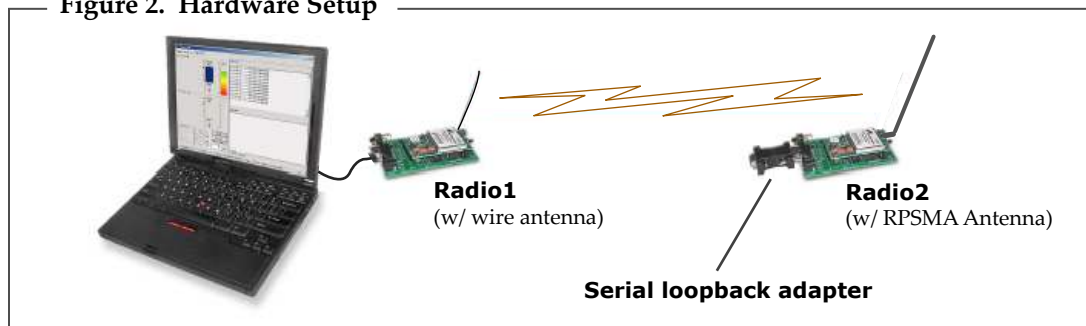 Figure 2. Hardware Setup
Radio1
(w/ wire antenna)
Radio2
(w/ RPSMA Antenna)
Serial loopback adapter